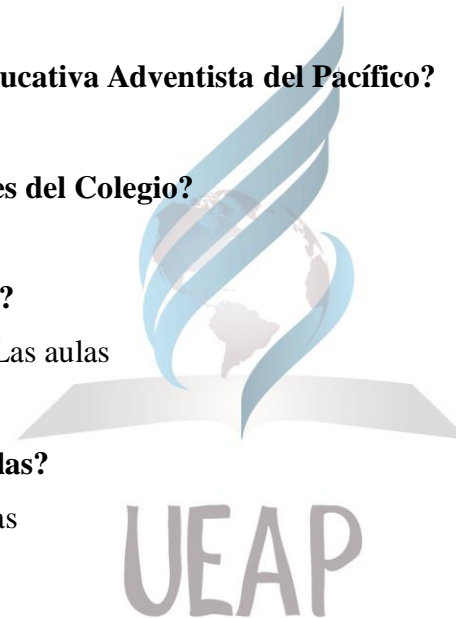 ucativa Adventista del Pacífico?
es del Colegio?
?
Las aulas
las?
as
UEAP